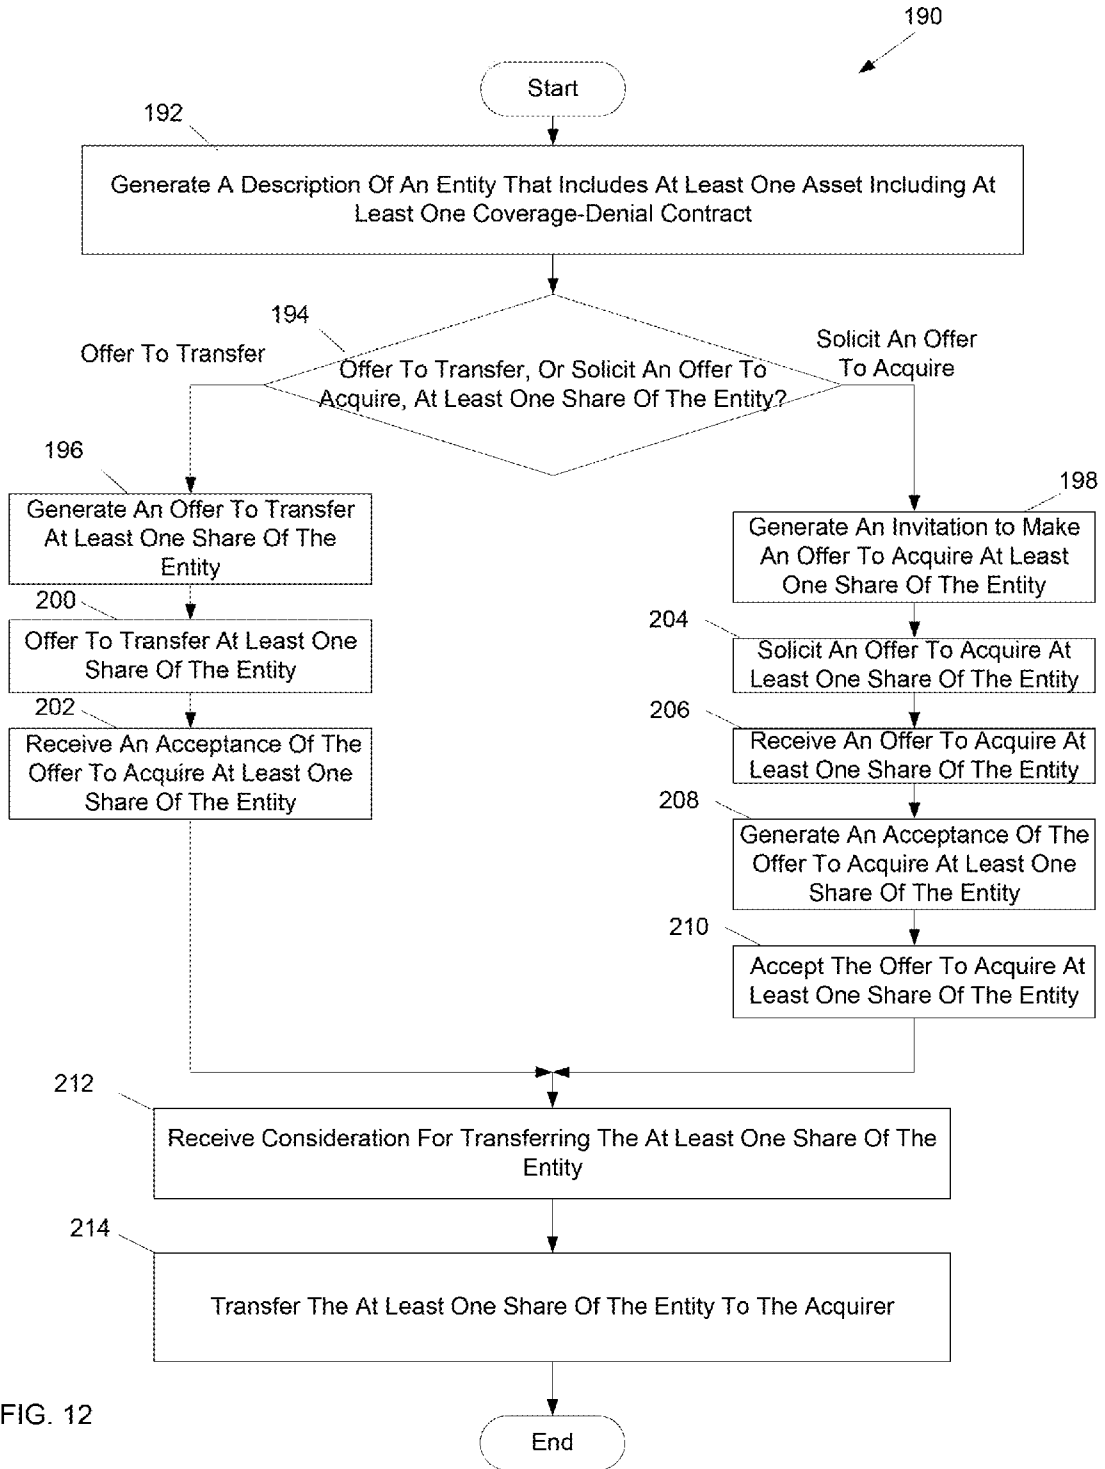 190
Start
192
Generate A Description Of An Entity That Includes At Least One Asset Including At
Least One Coverage-Denial Contract
194
Offer To Transfer
Solicit An Offer
To Acquire
Offer To Transfer, Or Solicit An Offer To
Acquire, At Least One Share Of The Entity?
196
Generate An Offer To Transfer
At Least One Share Of The
Entity
200
Offer To Transfer At Least One
Share Of The Entity
202
Receive An Acceptance Of The
Offer To Acquire At Least One
Share Of The Entity
198
Generate An Invitation to Make
An Offer To Acquire At Least
One Share Of The Entity
204
Solicit An Offer To Acquire At
Least One Share Of The Entity
206
Receive An Offer To Acquire At
Least One Share Of The Entity
208
Generate An Acceptance Of The
Offer To Acquire At Least One
Share Of The Entity
210
Accept The Offer To Acquire At
Least One Share Of The Entity
212
Receive Consideration For Transferring The At Least One Share Of The
Entity
214
Transfer The At Least One Share Of The Entity To The Acquirer
FIG. 12
End